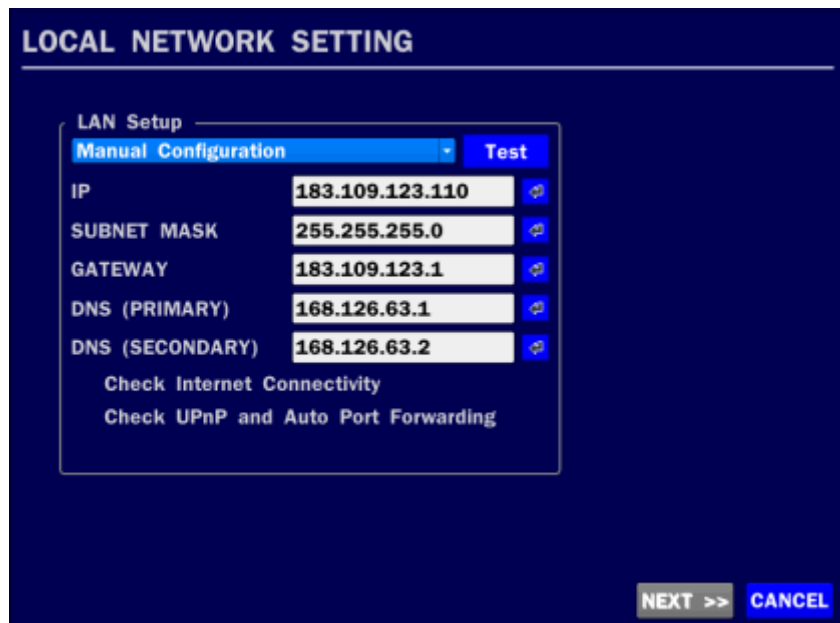 LOCAL NETWORK SETTING
LAN Setup
Manual Configuration Test
IP 183.109.123.110
SUBNET MASK 255.255.255.0
GATEWAY 183.109.123.1
DNS (PRIMARY) 168.126.63.1
DNS (SECONDARY) 168.126.63.2
Check Internet Connectivity
Check UPnP and Auto Port Forwarding
NEXT >> CANCEL